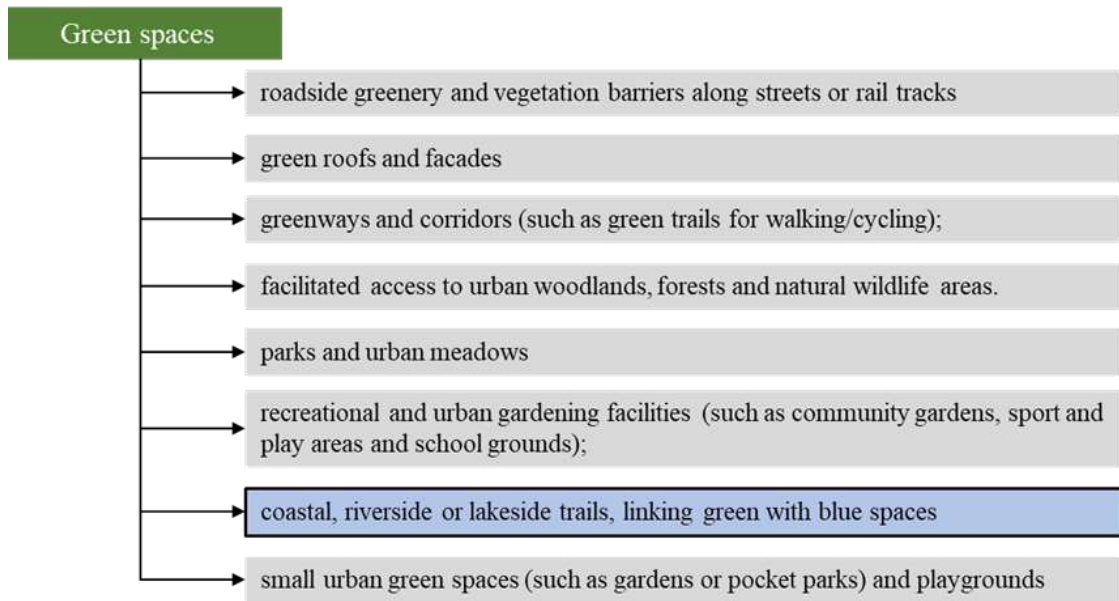 Green spaces
roadside greenery and vegetation barriers along streets or rail tracks
green roofs and facades
greenways and corridors (such as green trails for walking/cycling);
facilitated access to urban woodlands, forests and natural wildlife areas.
parks and urban meadows
recreational and urban gardening facilities (such as community gardens, sport and
play areas and school grounds);
coastal, riverside or lakeside trails, linking green with blue spaces
small urban green spaces (such as gardens or pocket parks) and playgrounds